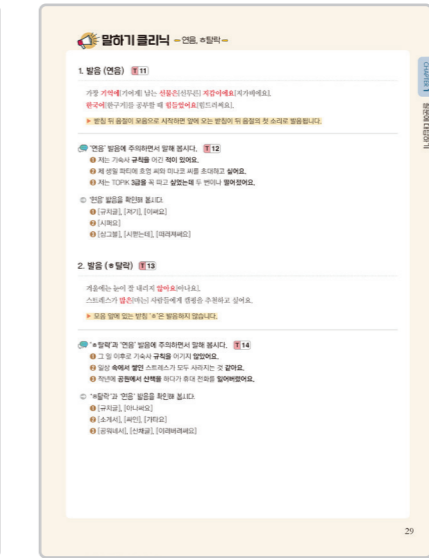 말하기 클리닉 - 연음, ㅎ탈락 -
1. 발음 (연음) T 11
가장 기억에[기어게] 남는 선물은[선무른] 지갑이에요[지가비에요].
한국어[한구거]를 공부할 때 힘들었어요[힘드러써요].
▶ 받침 뒤 음절이 모음으로 시작하면 앞에 오는 받침이 뒤 음절의 첫 소리로 발음됩니다.
'연음' 발음에 주의하면서 말해 봅시다. T 12
❶ 저는 기숙사 규칙을 어긴 적이 있어요.
❷ 제 생일 파티에 호영 씨와 미나코 씨를 초대하고 싶어요.
❸ 저는 TOPIK 3급을 꼭 따고 싶었는데 두 번이나 떨어졌어요.
☺ '연음' 발음을 확인해 봅시다.
❶ [규치글], [저기], [이써요]
❷ [시퍼요]
❸ [삼그블], [시펀는데], [떠러저써요]
2. 발음 (ㅎ탈락) T 13
겨울에는 눈이 잘 내리지 않아요[아나요].
스트레스가 많은[마는] 사람들에게 캠핑을 추천하고 싶어요.
▶ 모음 앞에 있는 받침 'ㅎ'은 발음하지 않습니다.
'ㅎ탈락'과 '연음' 발음에 주의하면서 말해 봅시다. T 14
❶ 그 일 이후로 기숙사 규칙을 어기지 않았어요.
❷ 일상 속에서 쌓인 스트레스가 모두 사라지는 것 같아요.
❸ 작년에 공원에서 산책을 하다가 휴대 전화를 잃어버렸어요.
☺ 'ㅎ탈락'과 '연음' 발음을 확인해 봅시다.
❶ [규치글], [아나써요]
❷ [소게서], [싸인], [가타요]
❸ [공워네서], [산채글], [이러버려써요]
CHAPTER 1
질문에 대답하기
29